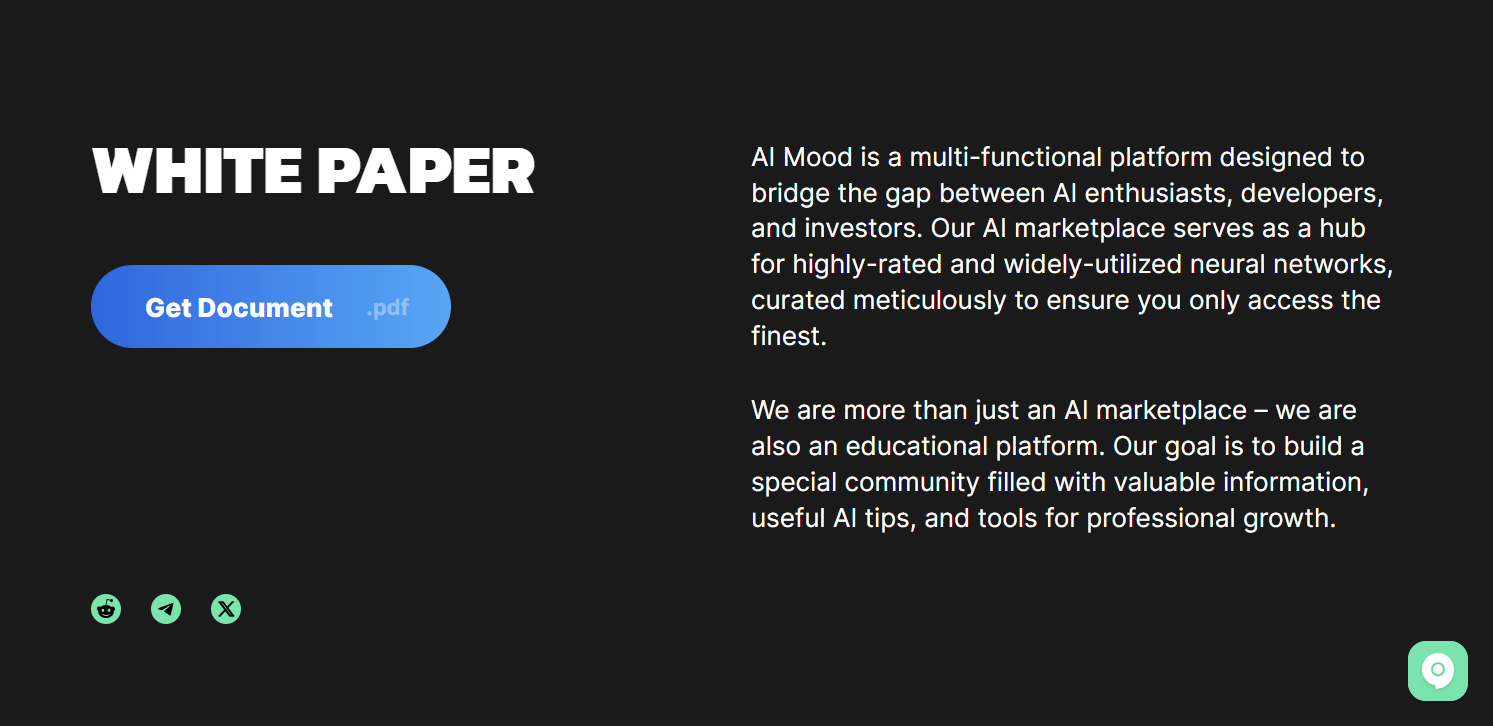 WHITE PAPER
Get Document .pdf
AI Mood is a multi-functional platform designed to
bridge the gap between AI enthusiasts, developers,
and investors. Our AI marketplace serves as a hub
for highly-rated and widely-utilized neural networks,
curated meticulously to ensure you only access the
finest.
We are more than just an AI marketplace – we are
also an educational platform. Our goal is to build a
special community filled with valuable information,
useful AI tips, and tools for professional growth.